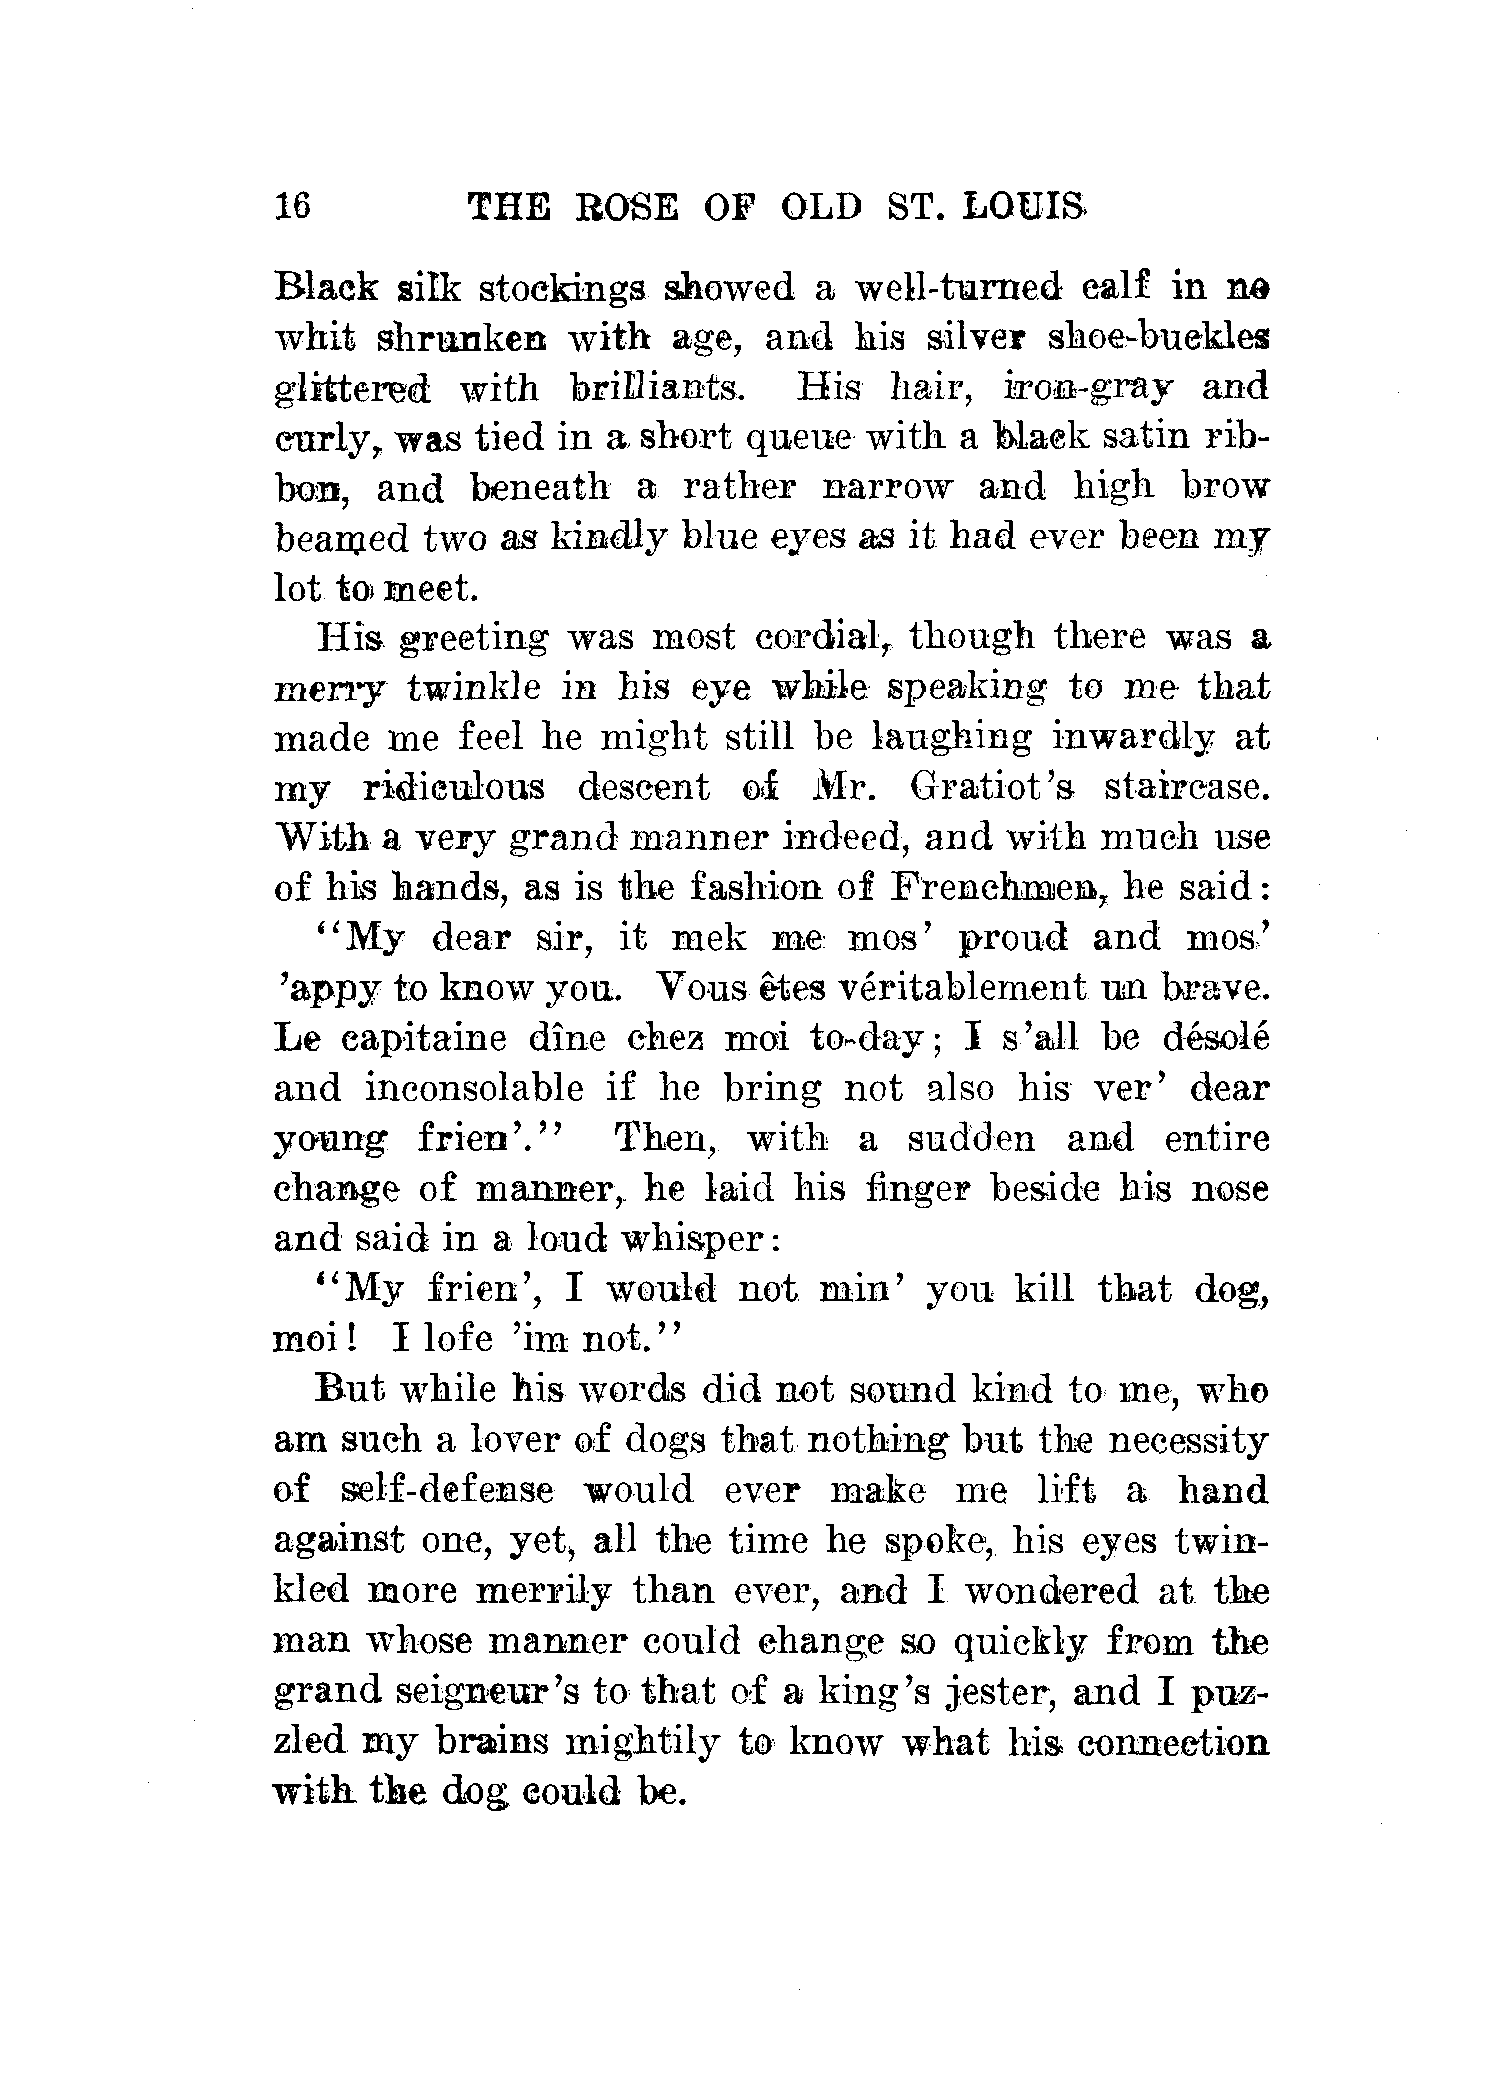 16 THE ROSE OF OLD ST. LOUIS
Black silk stockings showed a well-turned calf in no
whit shrunken with age, and his silver shoe-buckles
glittered with brilliants. His hair, iron-gray and
curly, was tied in a short queue with a black satin rib-
bon, and beneath a rather narrow and high brow
beamed two as kindly blue eyes as it had ever been my
lot to meet.
His greeting was most cordial, though there was a
merry twinkle in his eye while speaking to me that
made me feel he might still be laughing inwardly at
my ridiculous descent of Mr. Gratiot's staircase.
With a very grand manner indeed, and with much use
of his hands, as is the fashion of Frenchmen, he said:
"My dear sir, it mek me mos' proud and mos'
'appy to know you. Vous êtes véritablement un brave.
Le capitaine dîne chez moi to-day; I s'all be désolé
and inconsolable if he bring not also his ver' dear
young frien'." Then, with a sudden and entire
change of manner, he laid his finger beside his nose
and said in a loud whisper:
"My frien', I would not min' you kill that dog,
moi! I lofe 'im not."
But while his words did not sound kind to me, who
am such a lover of dogs that nothing but the necessity
of self-defense would ever make me lift a hand
against one, yet, all the time he spoke, his eyes twin-
kled more merrily than ever, and I wondered at the
man whose manner could change so quickly from the
grand seigneur's to that of a king's jester, and I puz-
zled my brains mightily to know what his connection
with the dog could be.